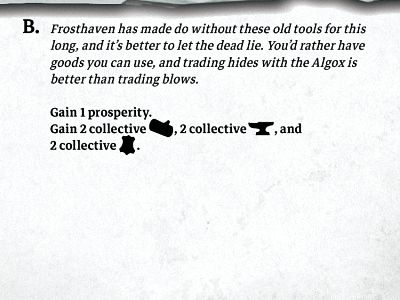 B. Frosthaven has made do without these old tools for this
long, and it's better to let the dead lie. You'd rather have
goods you can use, and trading hides with the Algox is
better than trading blows.
Gain 1 prosperity.
Gain 2 collective , 2 collective , and
2 collective .